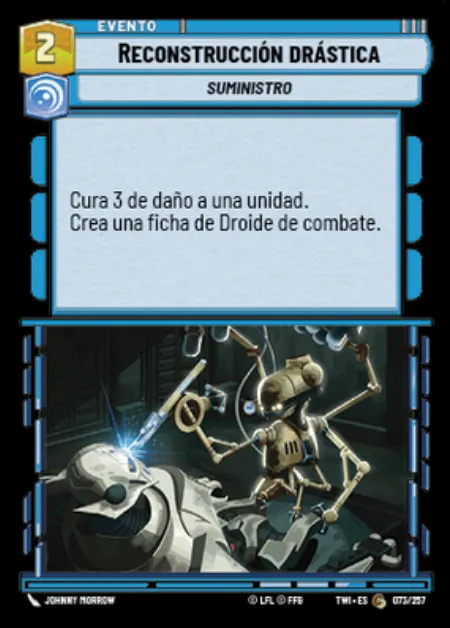 EVENTO
2
RECONSTRUCCIÓN DRÁSTICA
SUMINISTRO
Cura 3 de daño a una unidad.
Crea una ficha de Droide de combate.
JOHNNY MORROW
© LFL © FFG
TWI•ES
073/257